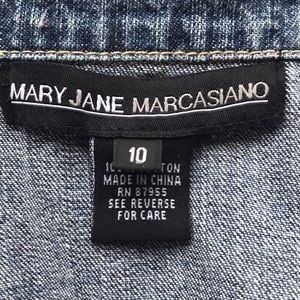 MARY JANE MARCASIANO
10
MADE IN CHINA
RN 87955
SEE REVERSE
FOR CARE